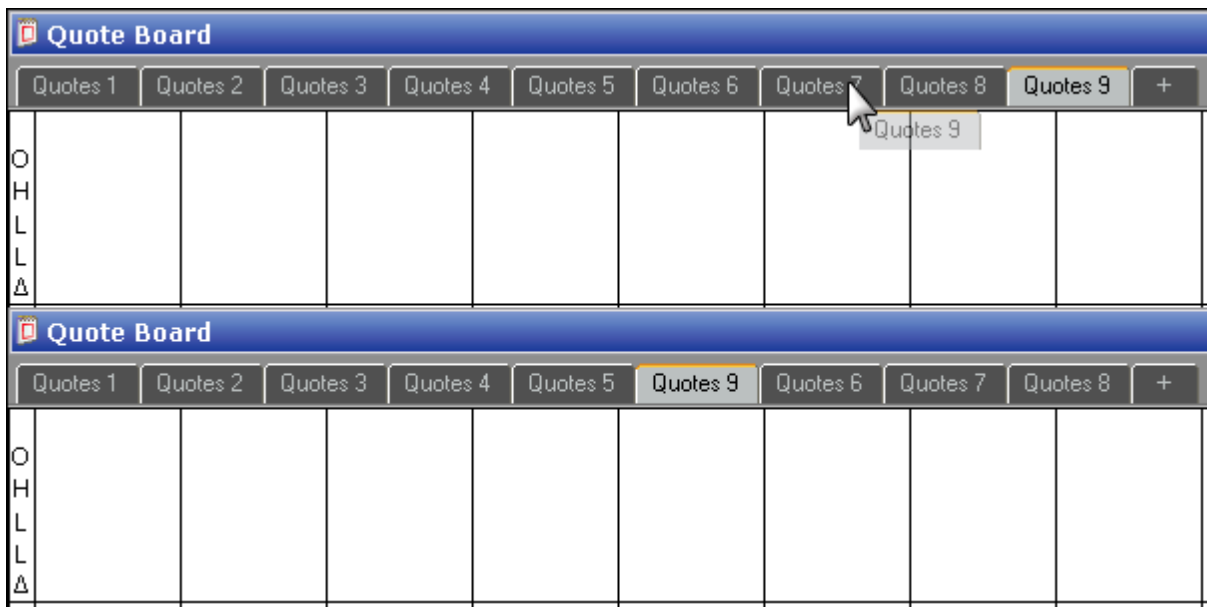 Quote Board
Quotes 1 Quotes 2 Quotes 3 Quotes 4 Quotes 5 Quotes 6 Quotes 7 Quotes 8 Quotes 9 +
Quotes 9
O
H
L
L
Δ
Quote Board
Quotes 1 Quotes 2 Quotes 3 Quotes 4 Quotes 5 Quotes 9 Quotes 6 Quotes 7 Quotes 8 +
O
H
L
L
Δ